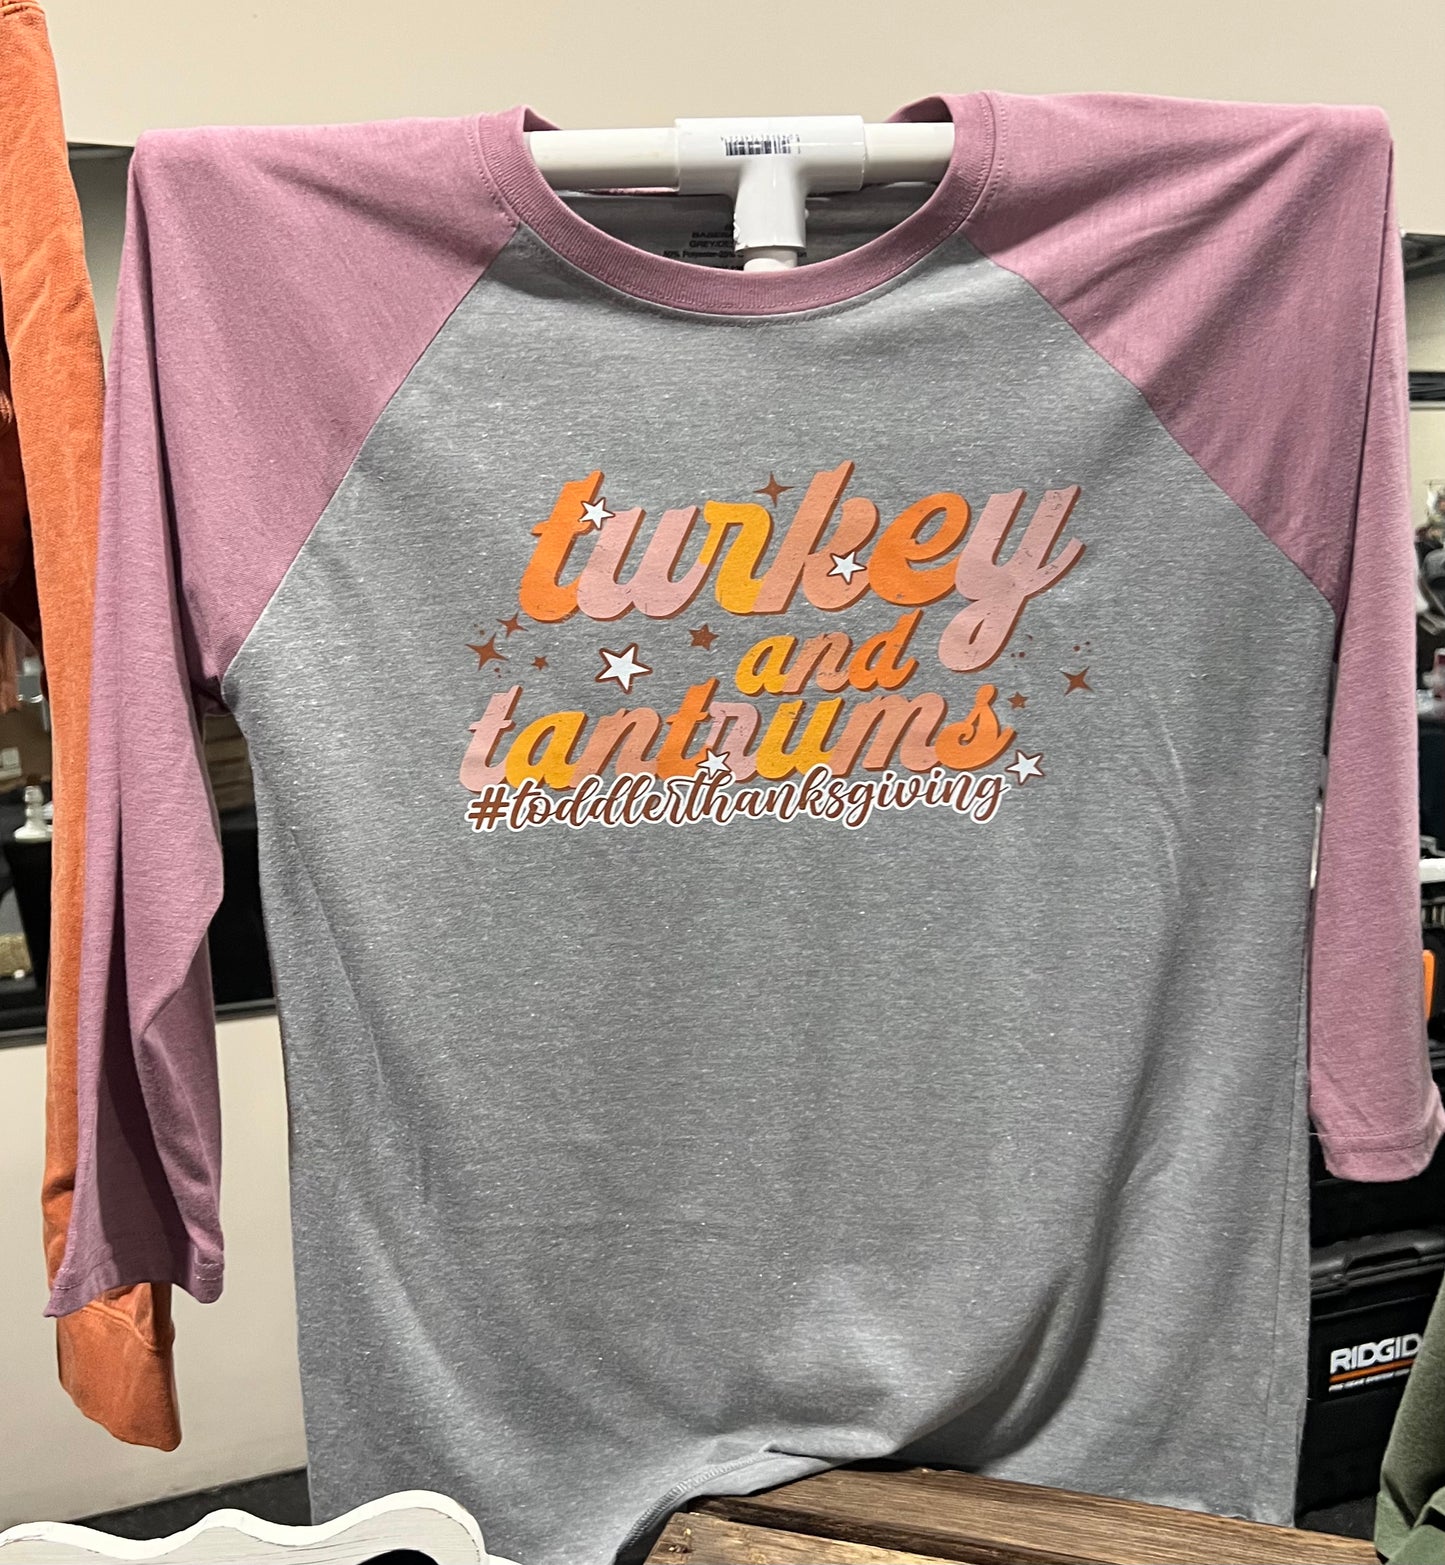 turkey
and
tantrums
#toddlerthanksgiving
RIDGID